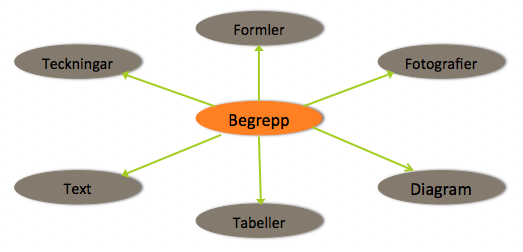 Formler
Teckningar
Fotografier
Begrepp
Text
Diagram
Tabeller